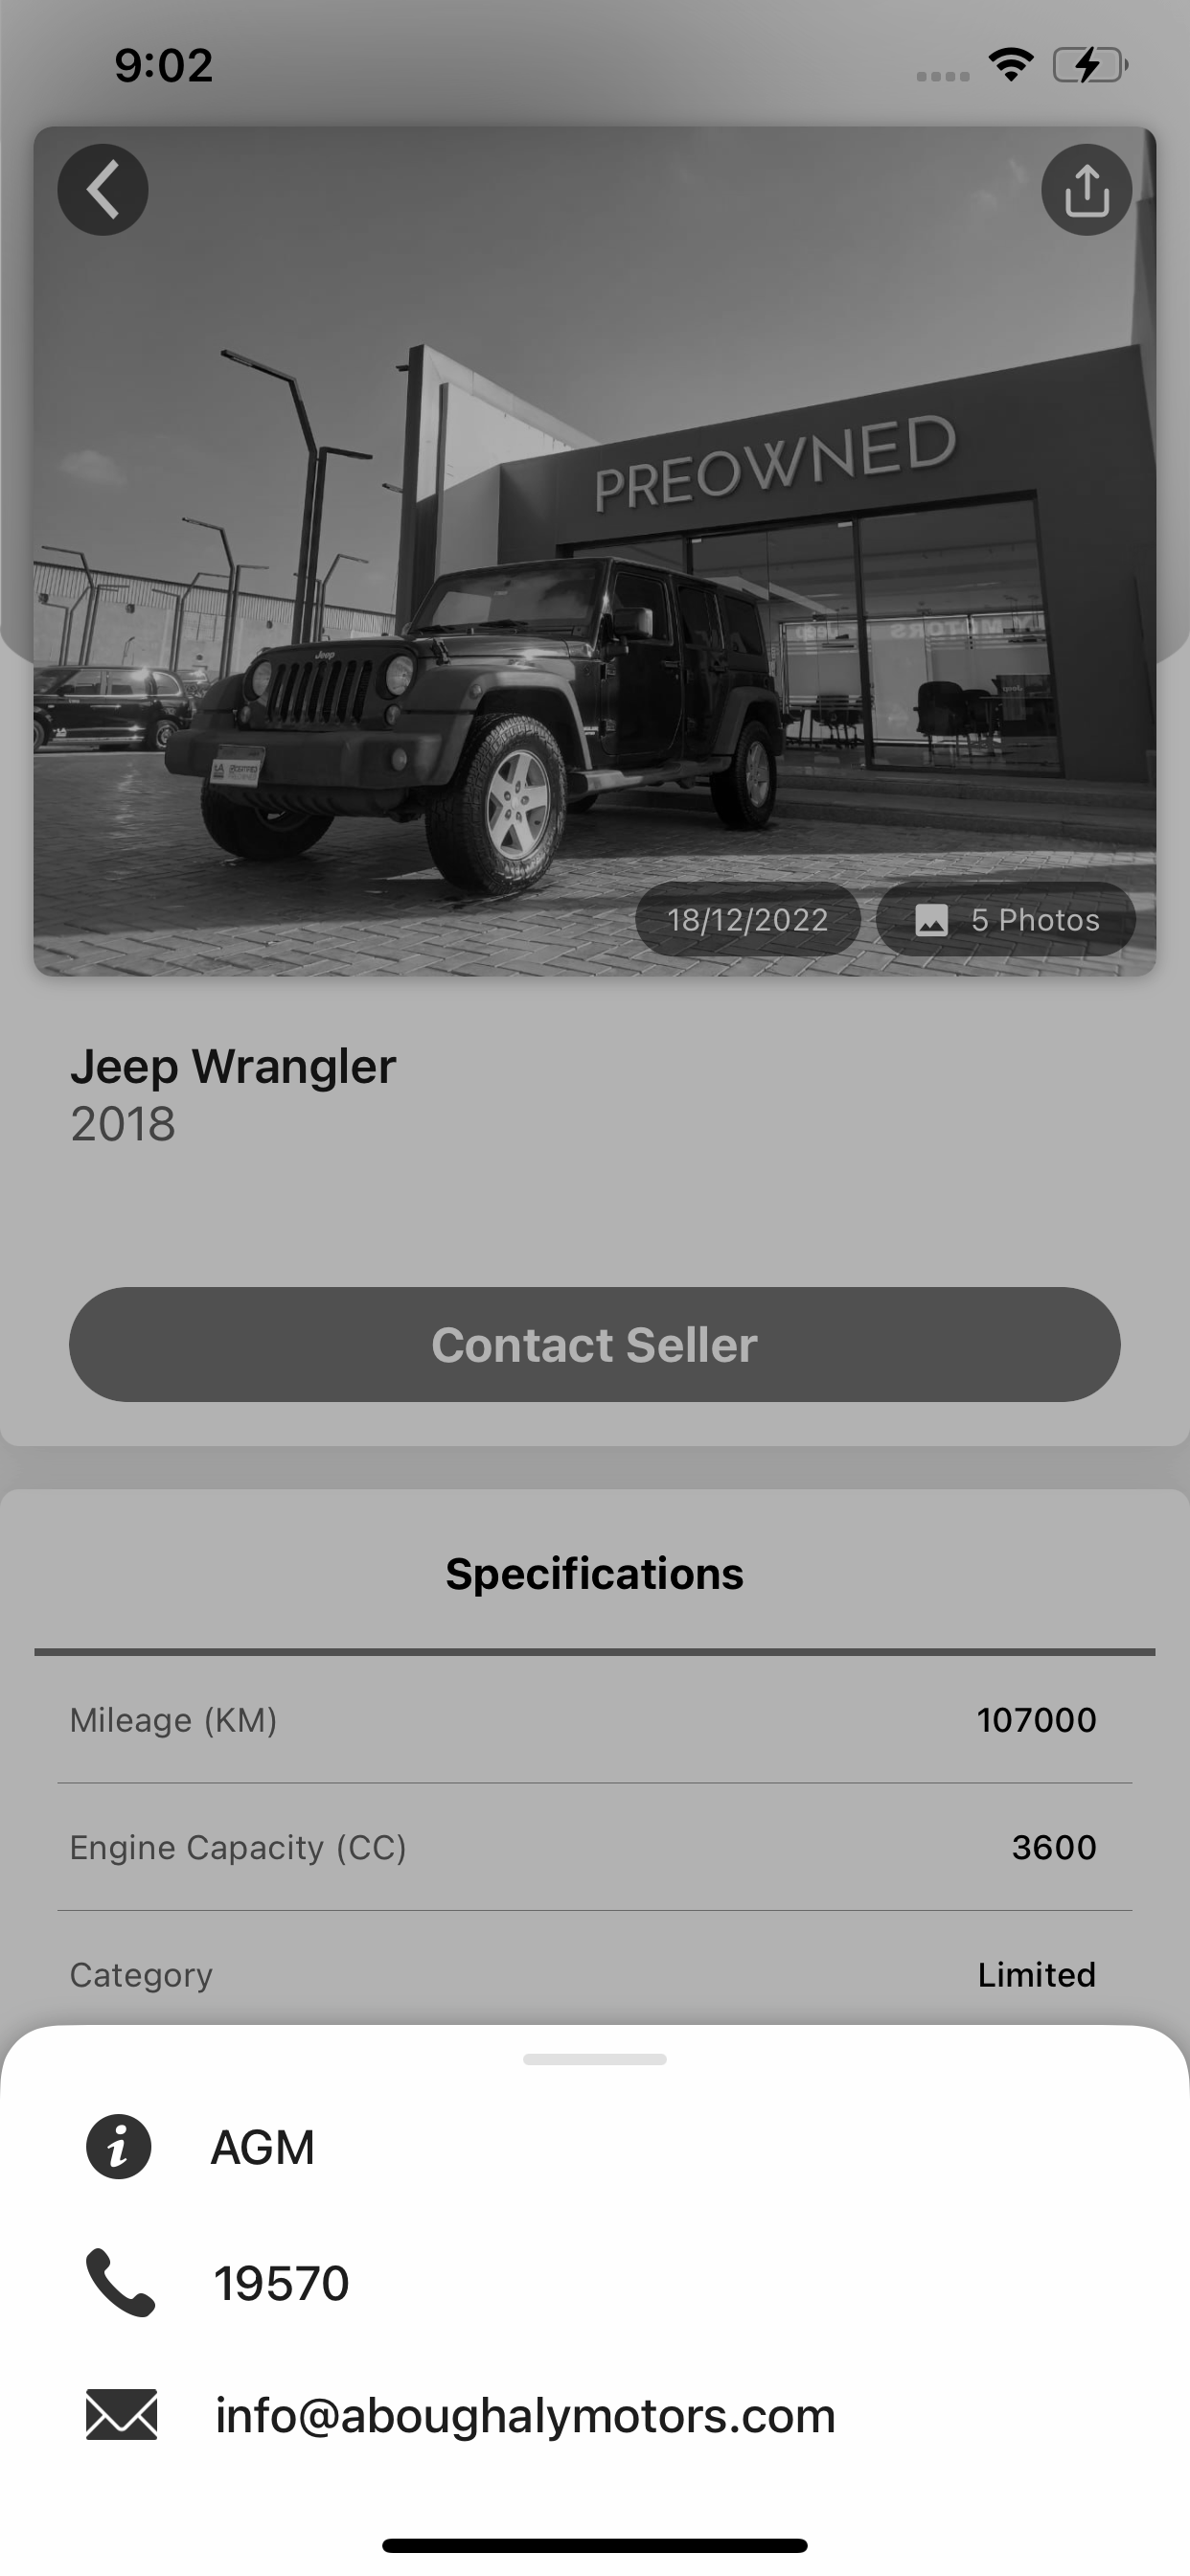 9:02
PREOWNED
Jeep
18/12/2022
5 Photos
Jeep Wrangler
2018
Contact Seller
Specifications
Mileage (KM) 107000
Engine Capacity (CC) 3600
Category Limited
AGM
19570
info@aboughalymotors.com